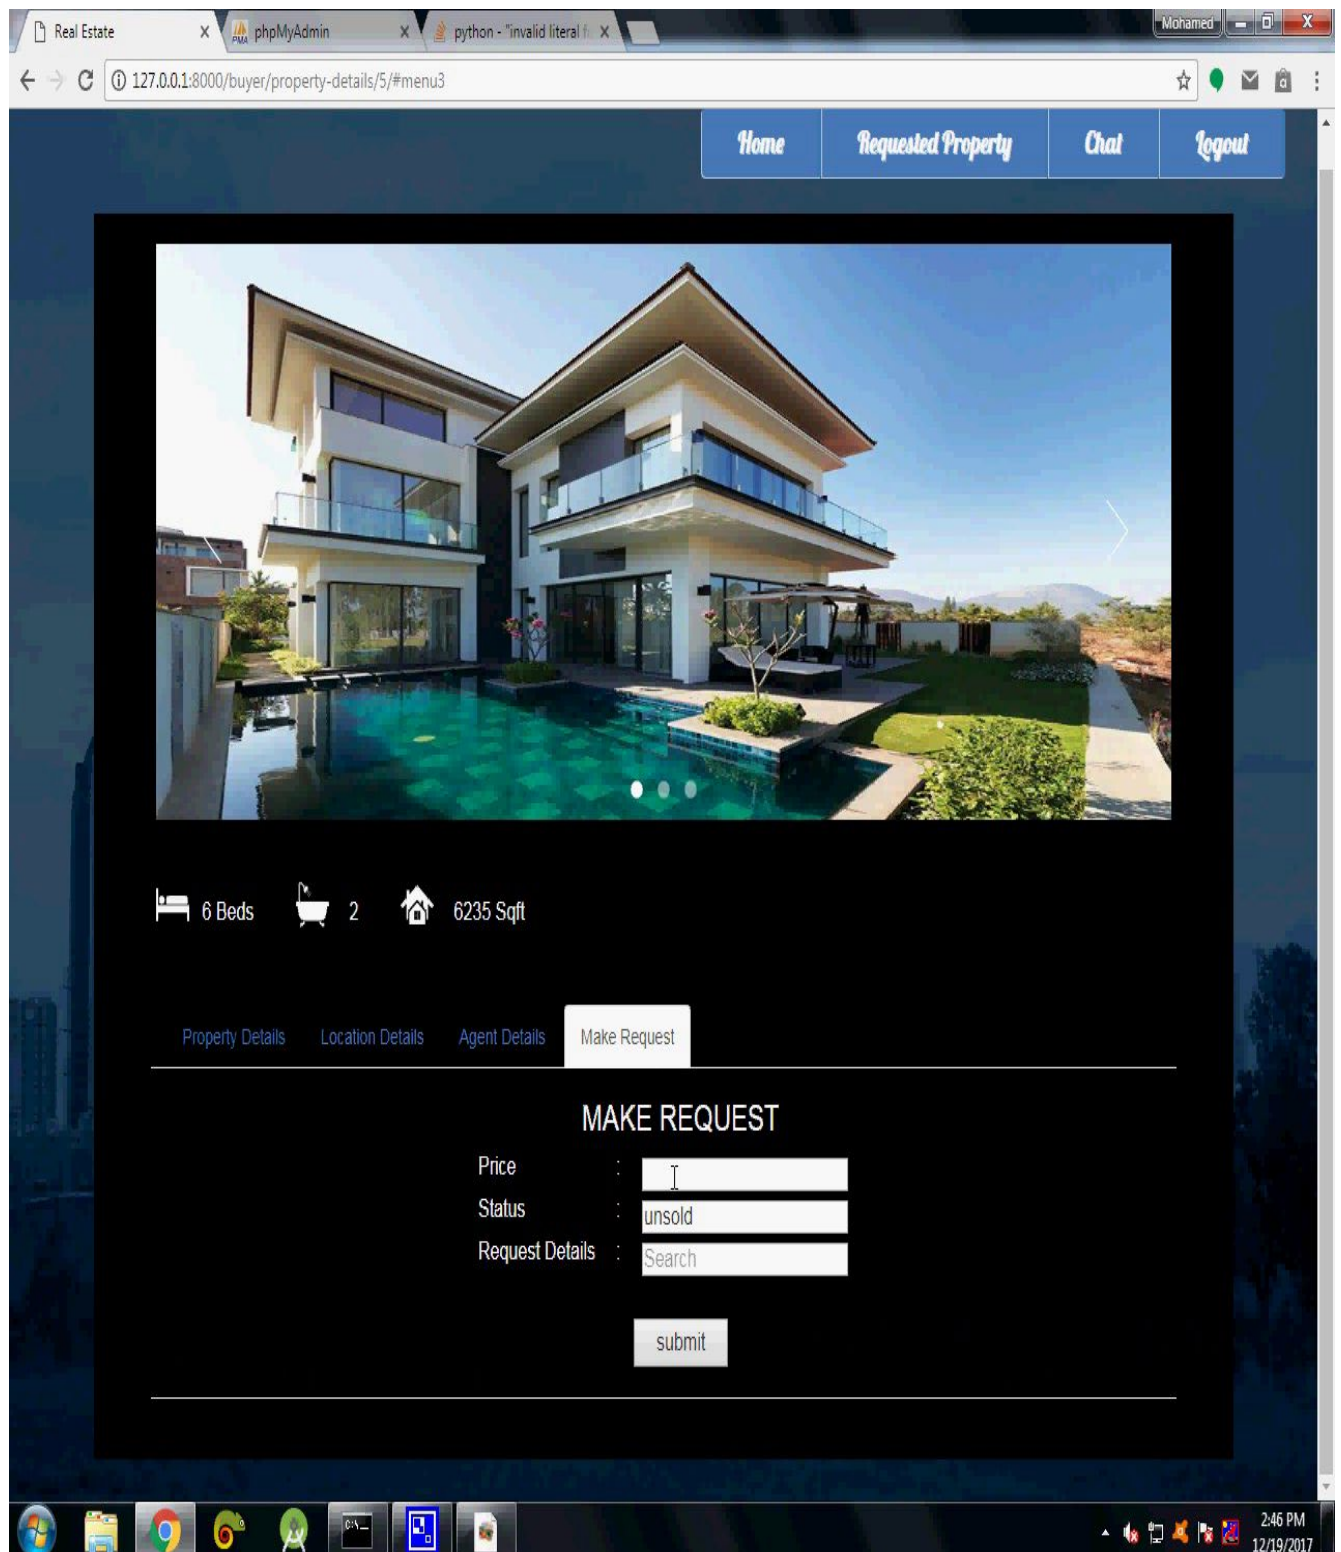 Real Estate
phpMyAdmin
python - "invalid literal f
Mohamed
127.0.0.1:8000/buyer/property-details/5/#menu3
Home
Requested Property
Chat
Logout
6 Beds
2
6235 Sqft
Property Details
Location Details
Agent Details
Make Request
MAKE REQUEST
Price :
Status : unsold
Request Details : Search
submit
2:46 PM
12/19/2017